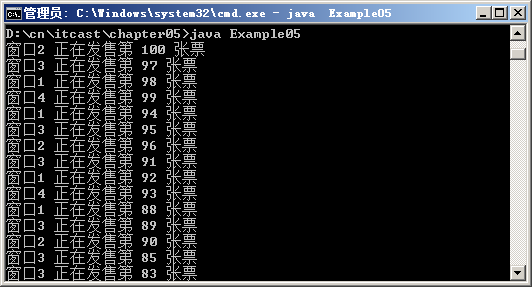 管理员: C:\Windows\system32\cmd.exe - java  Example05
D:\cn\itcast\chapter05>java Example05
窗口2 正在发售第 100 张票
窗口3 正在发售第 97 张票
窗口1 正在发售第 98 张票
窗口4 正在发售第 99 张票
窗口1 正在发售第 94 张票
窗口3 正在发售第 95 张票
窗口2 正在发售第 96 张票
窗口3 正在发售第 91 张票
窗口1 正在发售第 92 张票
窗口4 正在发售第 93 张票
窗口1 正在发售第 88 张票
窗口3 正在发售第 89 张票
窗口2 正在发售第 90 张票
窗口3 正在发售第 85 张票
窗口3 正在发售第 83 张票